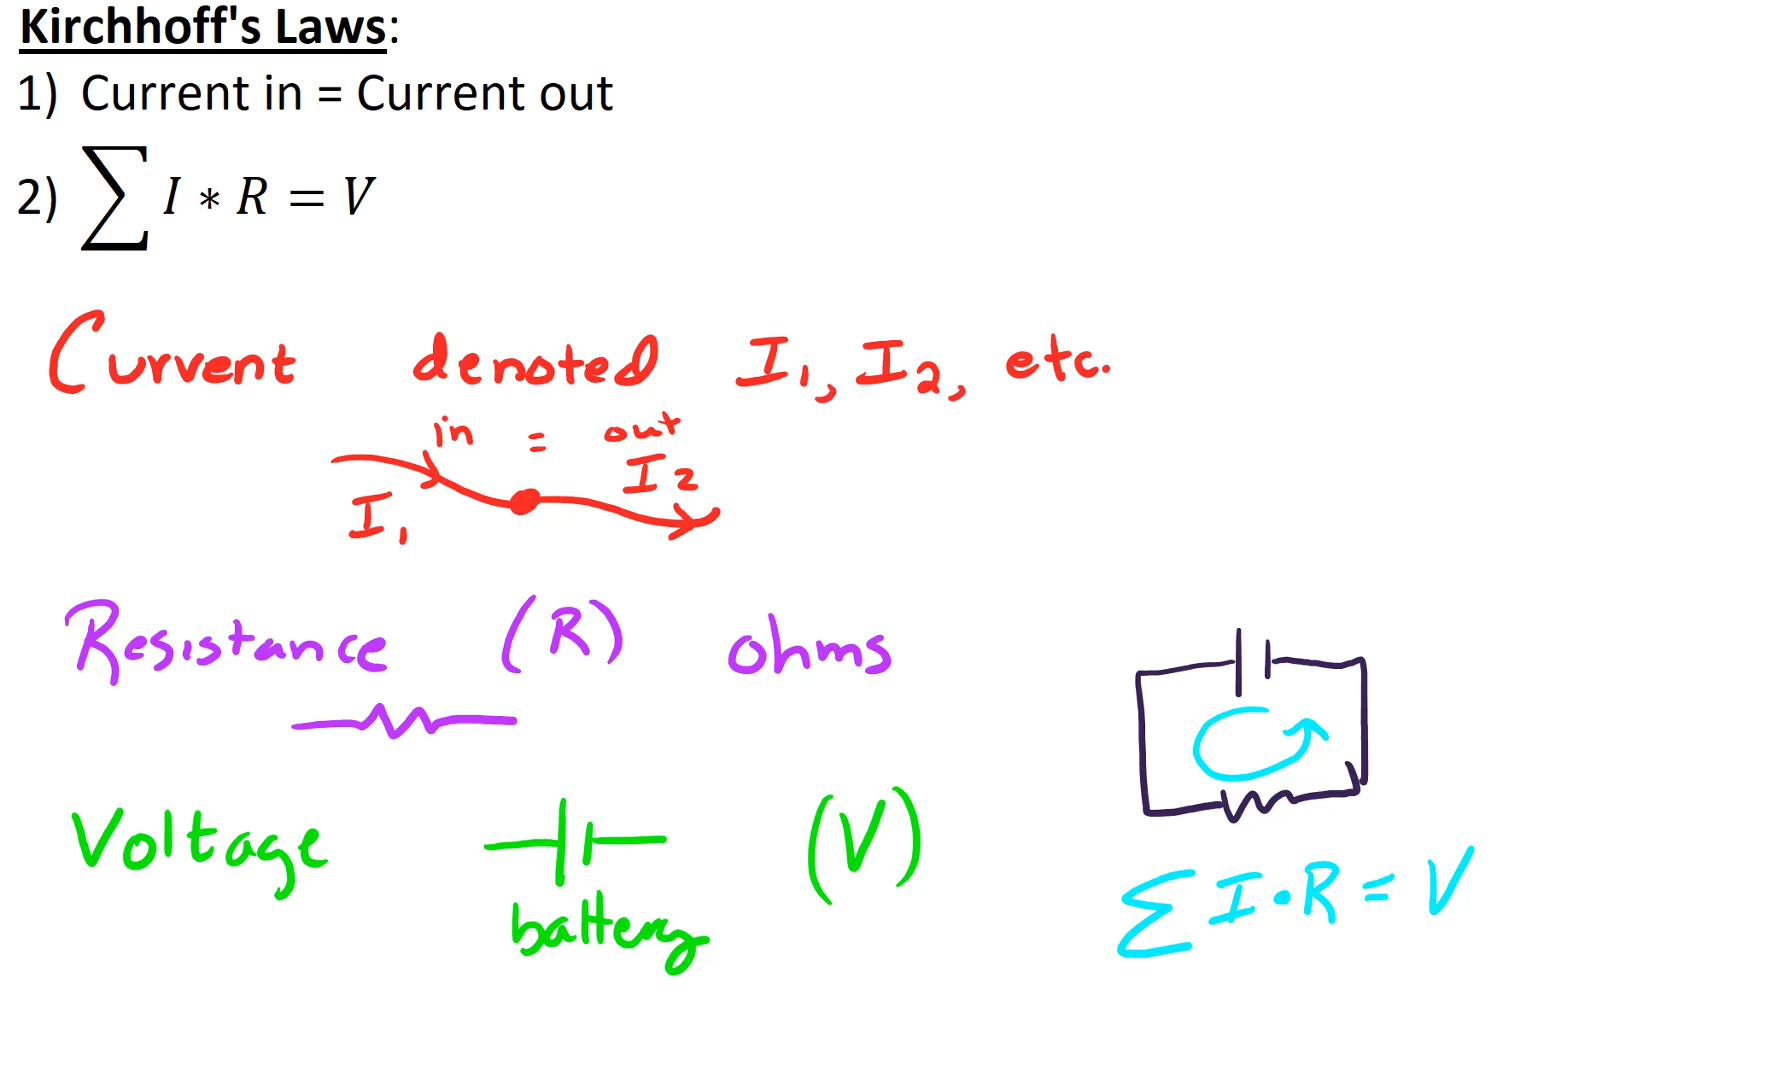 Kirchhoff's Laws:
1) Current in = Current out
2) ∑ I * R = V
Current denoted I₁, I₂, etc.
in = out
I₁ I₂
Resistance (R) ohms
Voltage (V)
battery
∑ I · R = V